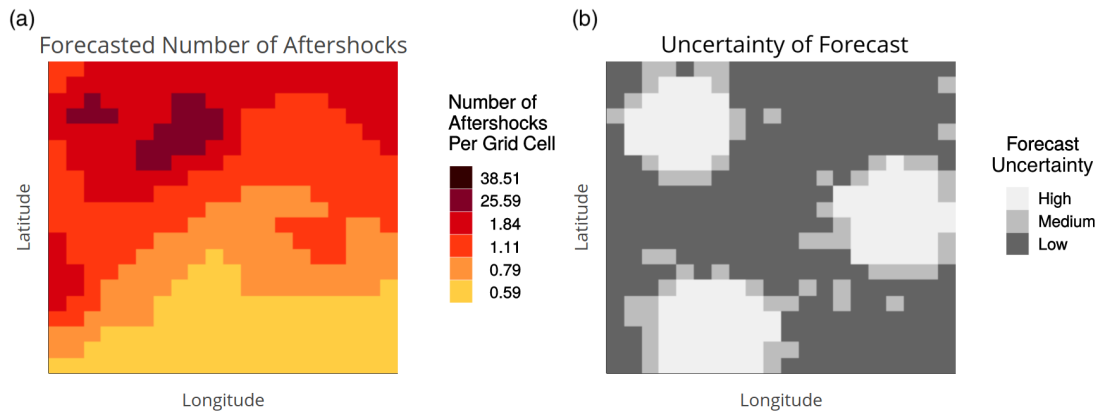 (a)
Forecasted Number of Aftershocks
Latitude
Longitude
Number of
Aftershocks
Per Grid Cell
38.51
25.59
1.84
1.11
0.79
0.59
(b)
Uncertainty of Forecast
Latitude
Longitude
Forecast
Uncertainty
High
Medium
Low